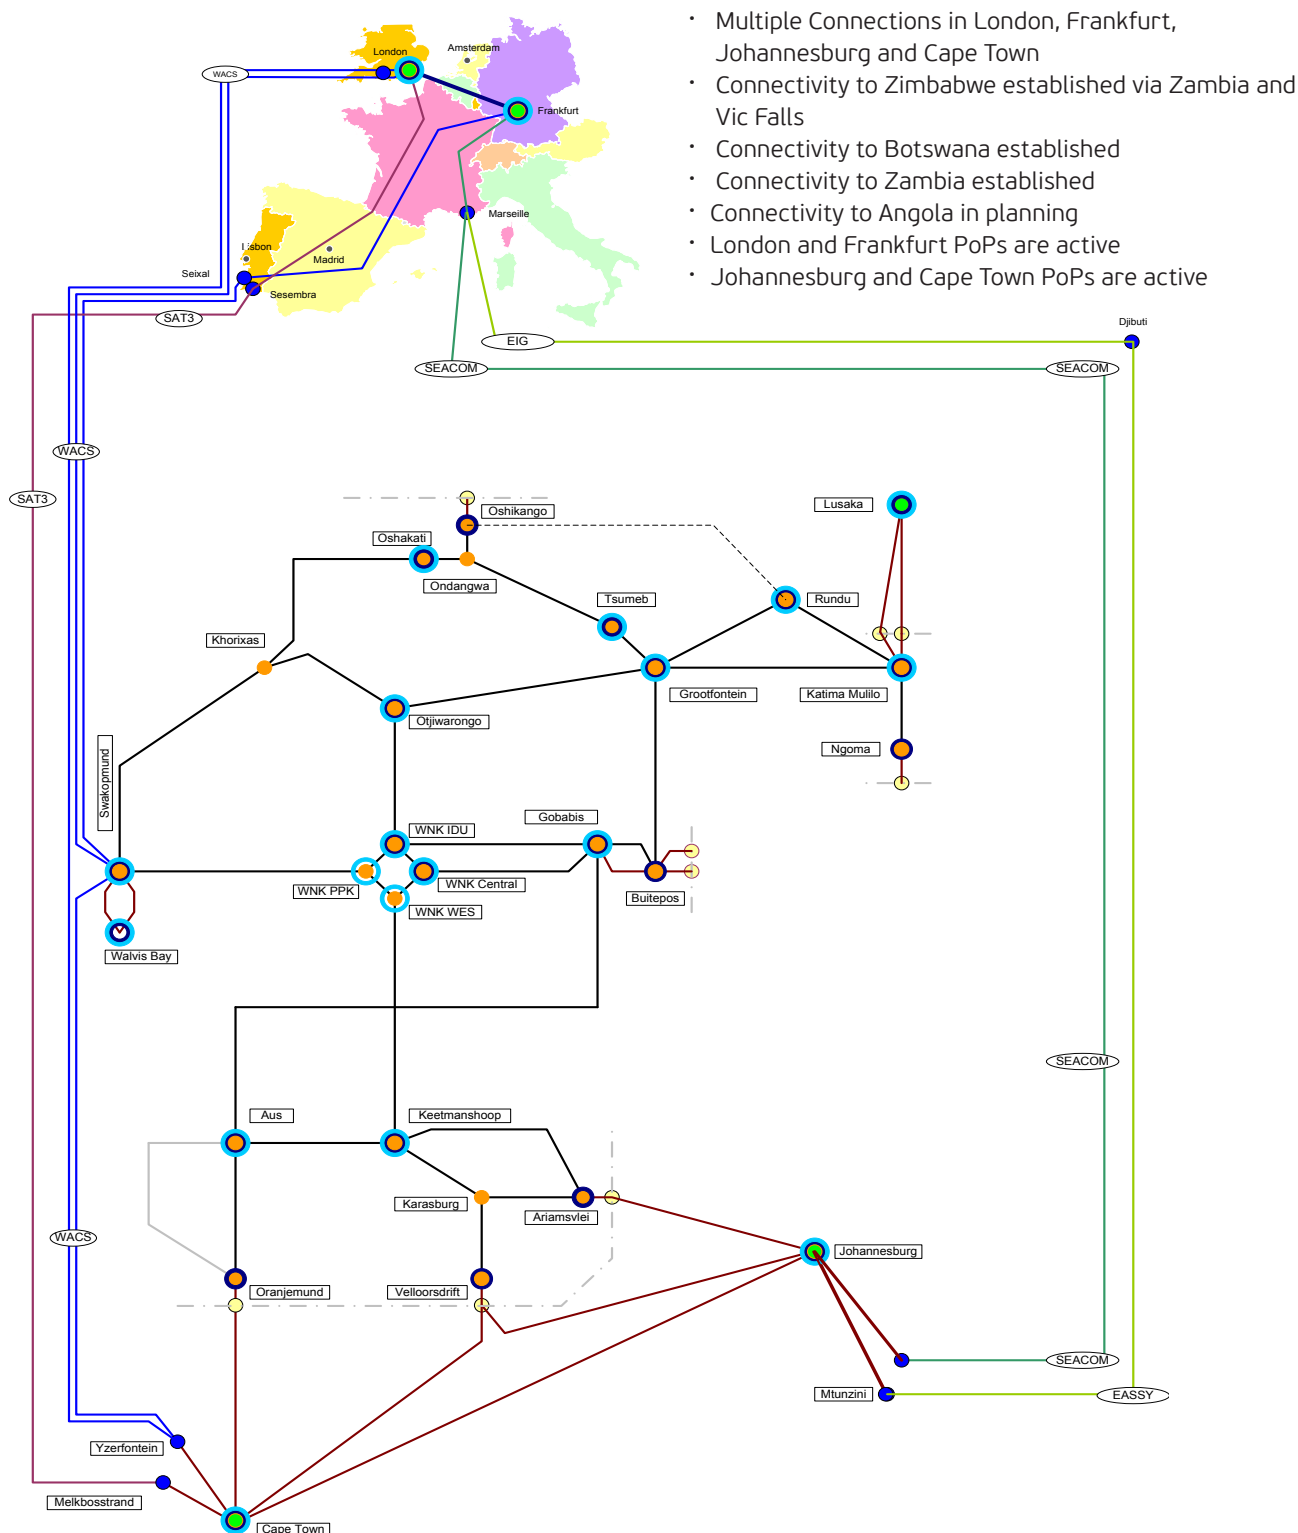 · Multiple Connections in London, Frankfurt,
Johannesburg and Cape Town
· Connectivity to Zimbabwe established via Zambia and
Vic Falls
· Connectivity to Botswana established
· Connectivity to Zambia established
· Connectivity to Angola in planning
· London and Frankfurt PoPs are active
· Johannesburg and Cape Town PoPs are active
London
Amsterdam
WACS
Frankfurt
Marseille
Lisbon
Madrid
Seixal
Sesembra
SAT3
Djibuti
EIG
SEACOM
SEACOM
WACS
SAT3
Lusaka
Oshikango
Oshakati
Ondangwa
Tsumeb
Rundu
Khorixas
Grootfontein
Katima Mulilo
Otjiwarongo
Ngoma
Swakopmund
Gobabis
WNK IDU
WNK PPK
WNK Central
Buitepos
WNK WES
Walvis Bay
SEACOM
Aus
Keetmanshoop
Karasburg
Ariamsvlei
WACS
Johannesburg
Oranjemund
Velloorsdrift
SEACOM
Mtunzini
EASSY
Yzerfontein
Melkbosstrand
Cape Town